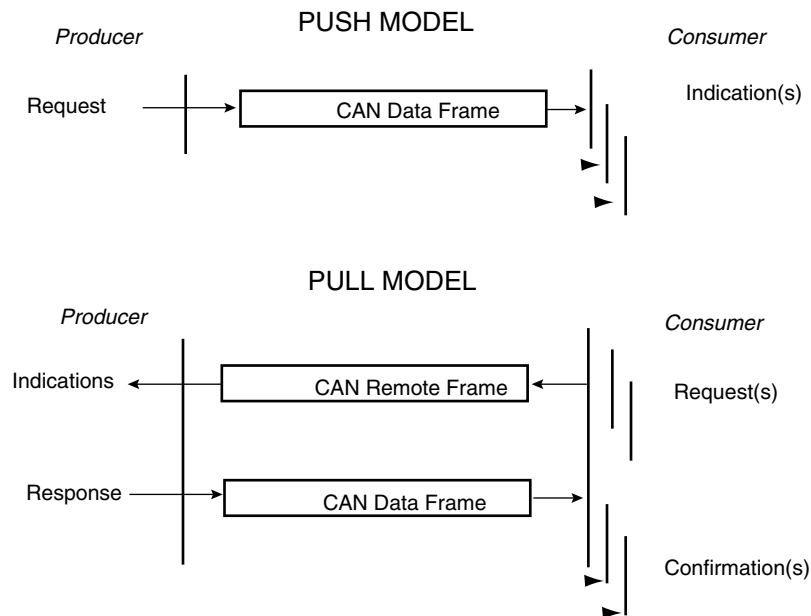 PUSH MODEL
Producer
Consumer
Request
CAN Data Frame
Indication(s)
PULL MODEL
Producer
Consumer
Indications
CAN Remote Frame
Request(s)
Response
CAN Data Frame
Confirmation(s)